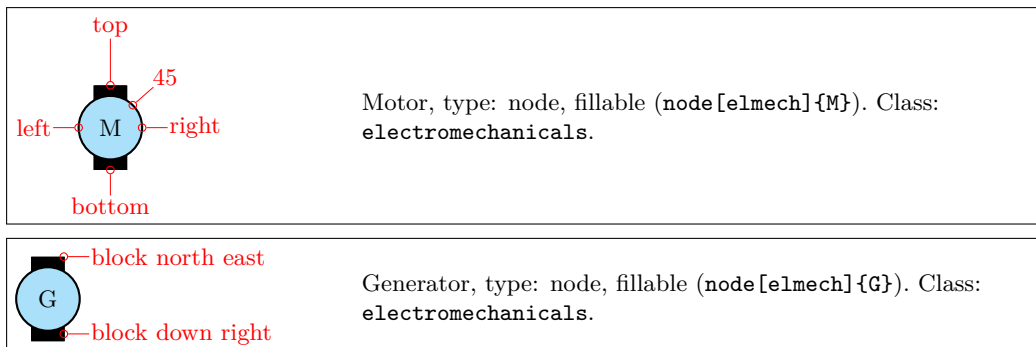 top
45
left
M
right
bottom
Motor, type: node, fillable (node[elmech]{M}). Class:
electromechanicals.
block north east
G
block down right
Generator, type: node, fillable (node[elmech]{G}). Class:
electromechanicals.